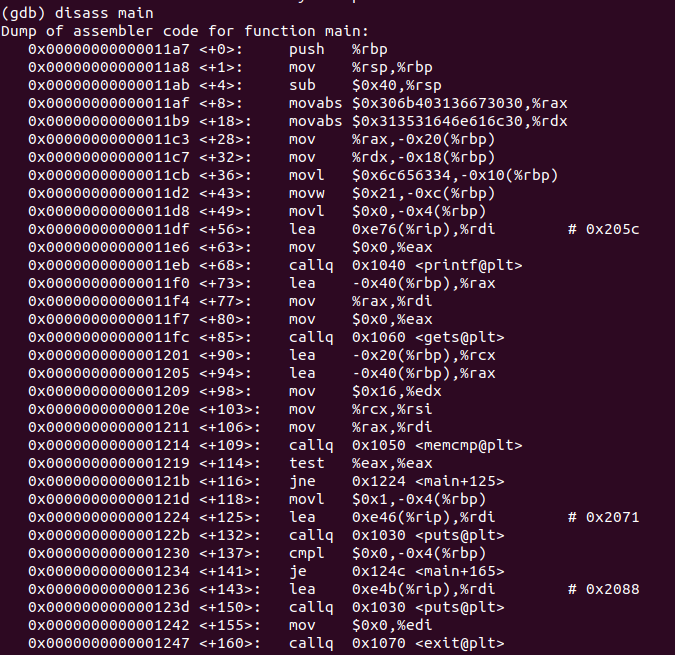 (gdb) disass main
Dump of assembler code for function main:
0x00000000000011a7 <+0>: push %rbp
0x00000000000011a8 <+1>: mov %rsp,%rbp
0x00000000000011ab <+4>: sub $0x40,%rsp
0x00000000000011af <+8>: movabs $0x306b403136673030,%rax
0x00000000000011b9 <+18>: movabs $0x313531646e616c30,%rdx
0x00000000000011c3 <+28>: mov %rax,-0x20(%rbp)
0x00000000000011c7 <+32>: mov %rdx,-0x18(%rbp)
0x00000000000011cb <+36>: movl $0x6c656334,-0x10(%rbp)
0x00000000000011d2 <+43>: movw $0x21,-0xc(%rbp)
0x00000000000011d8 <+49>: movl $0x0,-0x4(%rbp)
0x00000000000011df <+56>: lea 0xe76(%rip),%rdi # 0x205c
0x00000000000011e6 <+63>: mov $0x0,%eax
0x00000000000011eb <+68>: callq 0x1040 <printf@plt>
0x00000000000011f0 <+73>: lea -0x40(%rbp),%rax
0x00000000000011f4 <+77>: mov %rax,%rdi
0x00000000000011f7 <+80>: mov $0x0,%eax
0x00000000000011fc <+85>: callq 0x1060 <gets@plt>
0x0000000000001201 <+90>: lea -0x20(%rbp),%rcx
0x0000000000001205 <+94>: lea -0x40(%rbp),%rax
0x0000000000001209 <+98>: mov $0x16,%edx
0x000000000000120e <+103>: mov %rcx,%rsi
0x0000000000001211 <+106>: mov %rax,%rdi
0x0000000000001214 <+109>: callq 0x1050 <memcmp@plt>
0x0000000000001219 <+114>: test %eax,%eax
0x000000000000121b <+116>: jne 0x1224 <main+125>
0x000000000000121d <+118>: movl $0x1,-0x4(%rbp)
0x0000000000001224 <+125>: lea 0xe46(%rip),%rdi # 0x2071
0x000000000000122b <+132>: callq 0x1030 <puts@plt>
0x0000000000001230 <+137>: cmpl $0x0,-0x4(%rbp)
0x0000000000001234 <+141>: je 0x124c <main+165>
0x0000000000001236 <+143>: lea 0xe4b(%rip),%rdi # 0x2088
0x000000000000123d <+150>: callq 0x1030 <puts@plt>
0x0000000000001242 <+155>: mov $0x0,%edi
0x0000000000001247 <+160>: callq 0x1070 <exit@plt>